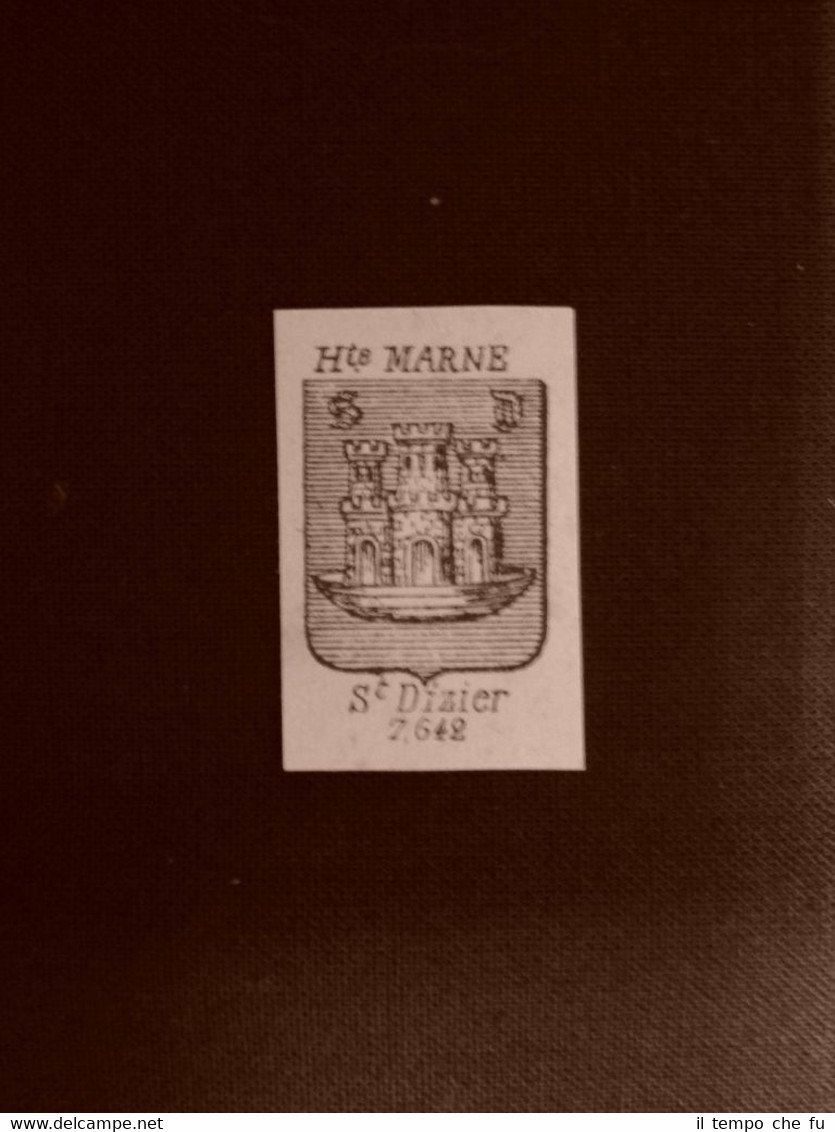 Hte MARNE
S D
St Dizier
7,642
www.delcampe.net
il tempo che fu